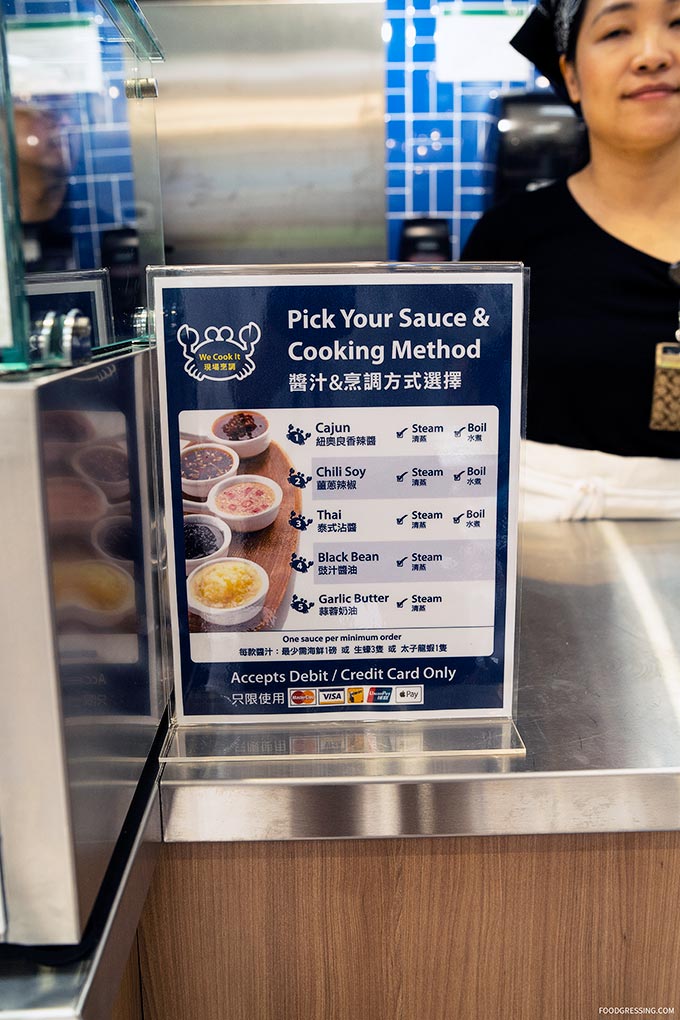 Pick Your Sauce &
Cooking Method
醬汁&烹調方式選擇
We Cook It
現場烹調
1 Cajun Steam Boil
紐奧良香辣醬 清蒸 水煮
2 Chili Soy Steam Boil
薑蔥辣椒 清蒸 水煮
3 Thai Steam Boil
泰式沾醬 清蒸 水煮
4 Black Bean Steam
豉汁醬油 清蒸
5 Garlic Butter Steam
蒜蓉奶油 清蒸
One sauce per minimum order
每款醬汁：最少需海鮮1磅 或 生蠔3隻 或 太子龍蝦1隻
Accepts Debit / Credit Card Only
只限使用 MasterCard VISA UnionPay 銀聯 Pay
FOODGRESSING.COM